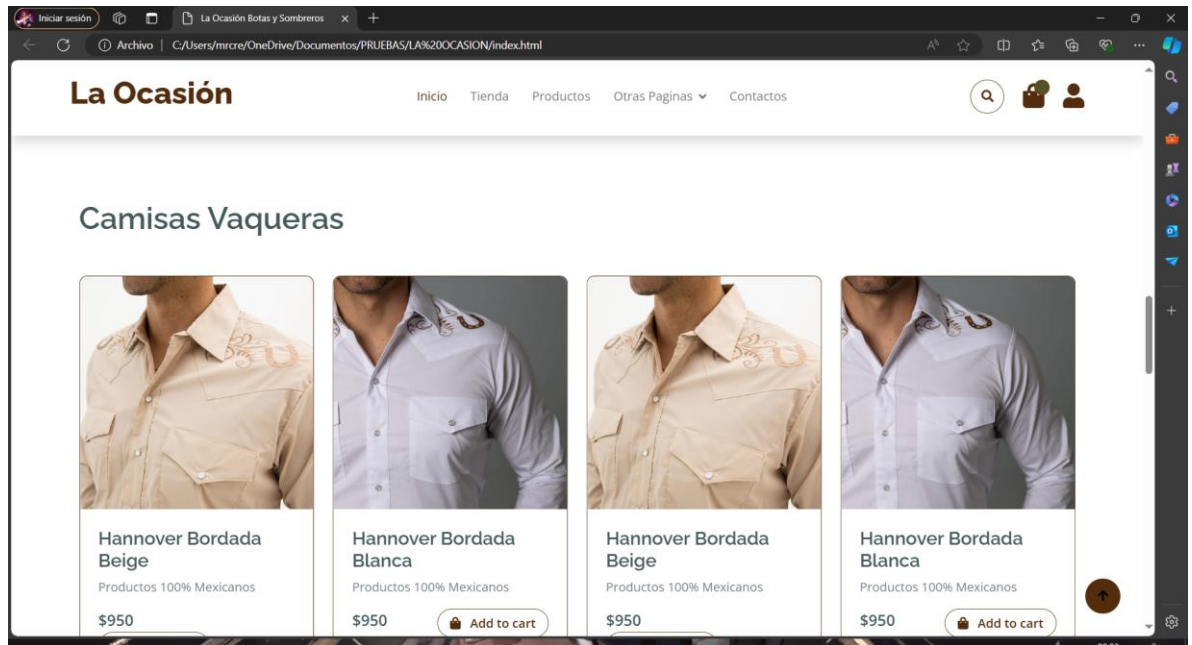 Iniciar sesión
La Ocasión Botas y Sombreros
Archivo | C:/Users/mrcre/OneDrive/Documentos/PRUEBAS/LA%20OCASION/index.html
La Ocasión
Inicio Tienda Productos Otras Paginas Contactos
Camisas Vaqueras
Hannover Bordada Beige
Productos 100% Mexicanos
$950
Hannover Bordada Blanca
Productos 100% Mexicanos
$950 Add to cart
Hannover Bordada Beige
Productos 100% Mexicanos
$950
Hannover Bordada Blanca
Productos 100% Mexicanos
$950 Add to cart